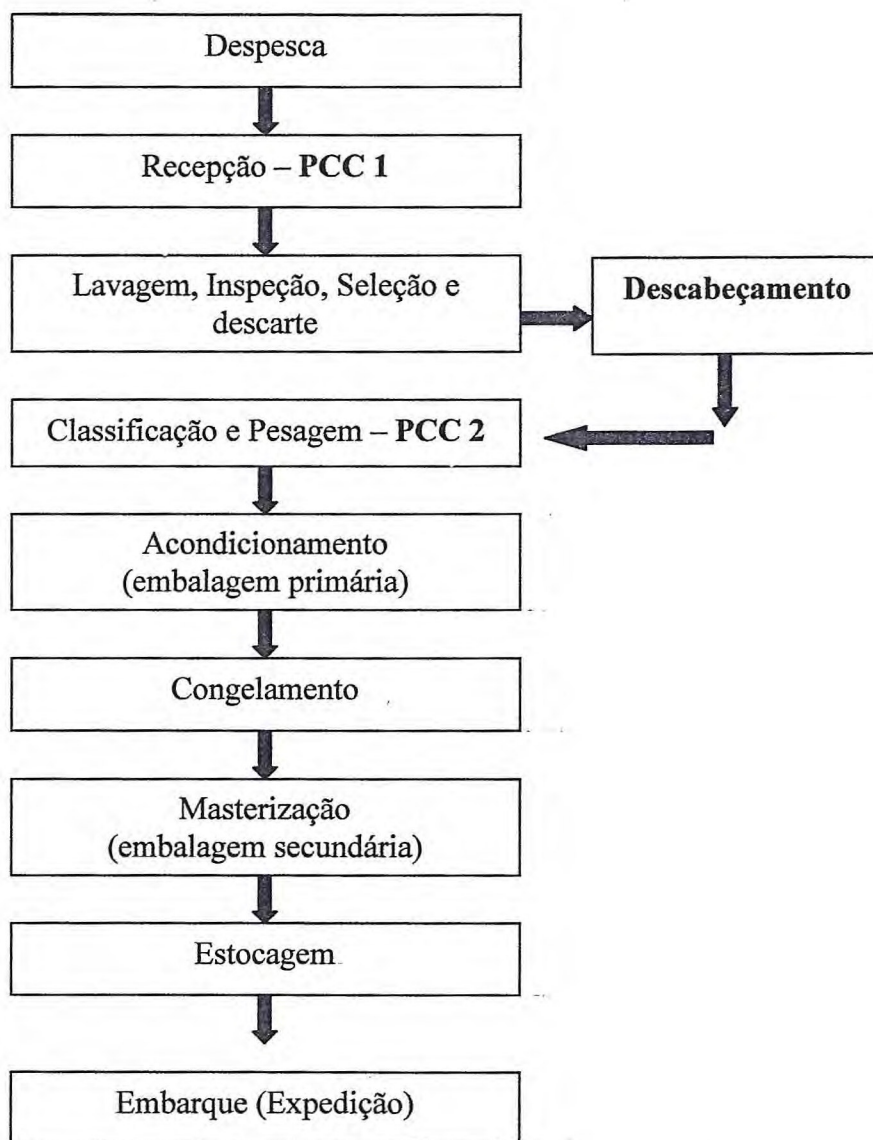 Despesca
Recepção – PCC 1
Lavagem, Inspeção, Seleção e
descarte
Descabeçamento
Classificação e Pesagem – PCC 2
Acondicionamento
(embalagem primária)
Congelamento
Masterização
(embalagem secundária)
Estocagem
Embarque (Expedição)